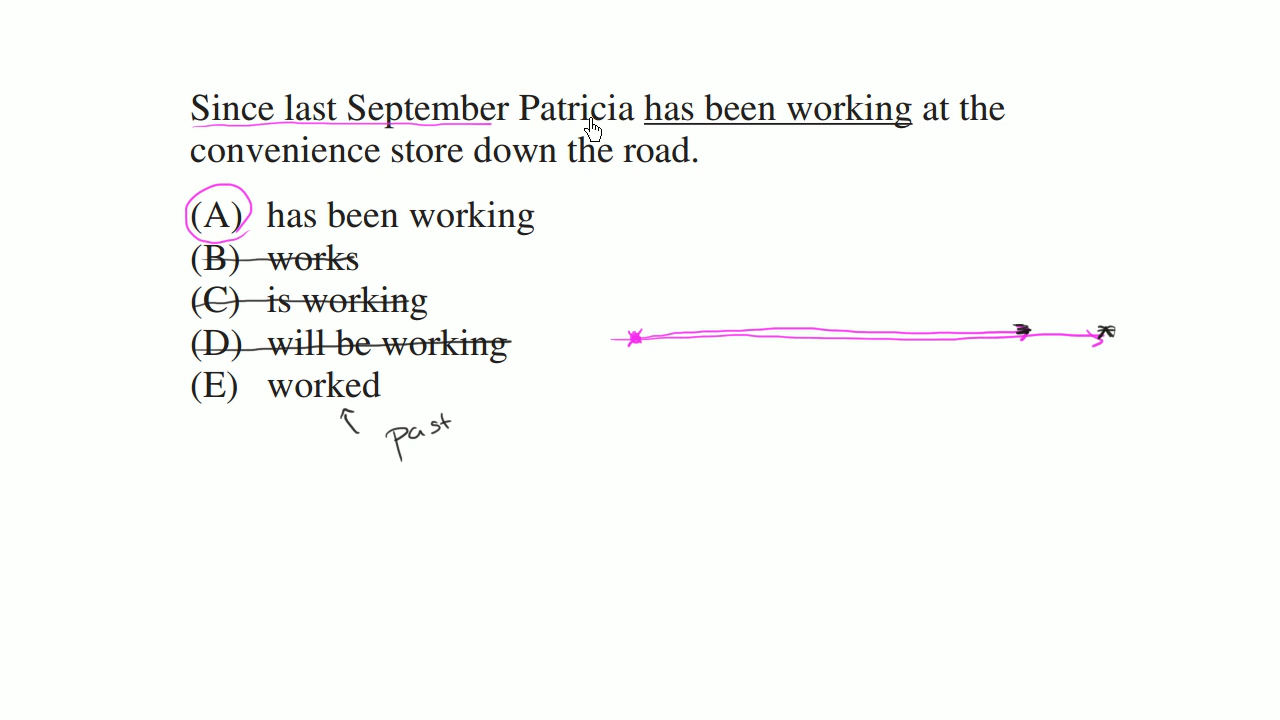 Since last September Patricia has been working at the
convenience store down the road.
(A) has been working
(B) works
(C) is working
(D) will be working
(E) worked
past